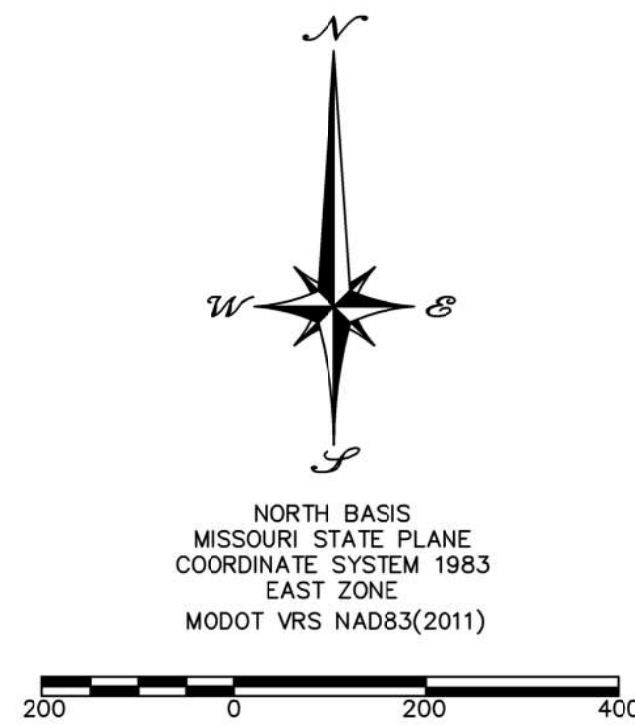 N
W E
S
NORTH BASIS
MISSOURI STATE PLANE
COORDINATE SYSTEM 1983
EAST ZONE
MODOT VRS NAD83(2011)
200 0 200 400